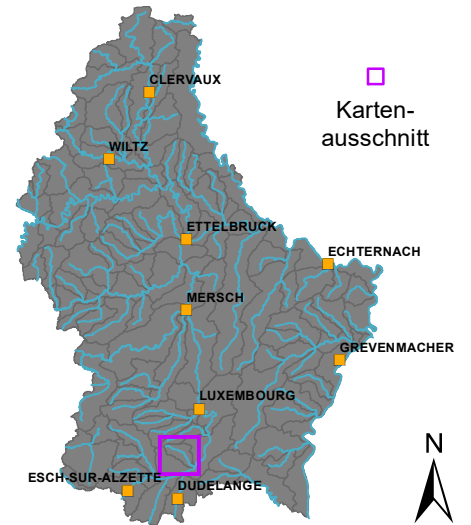 CLERVAUX
Karten-
ausschnitt
WILTZ
ETTELBRUCK
ECHTERNACH
MERSCH
GREVENMACHER
LUXEMBOURG
N
ESCH-SUR-ALZETTE
DUDELANGE